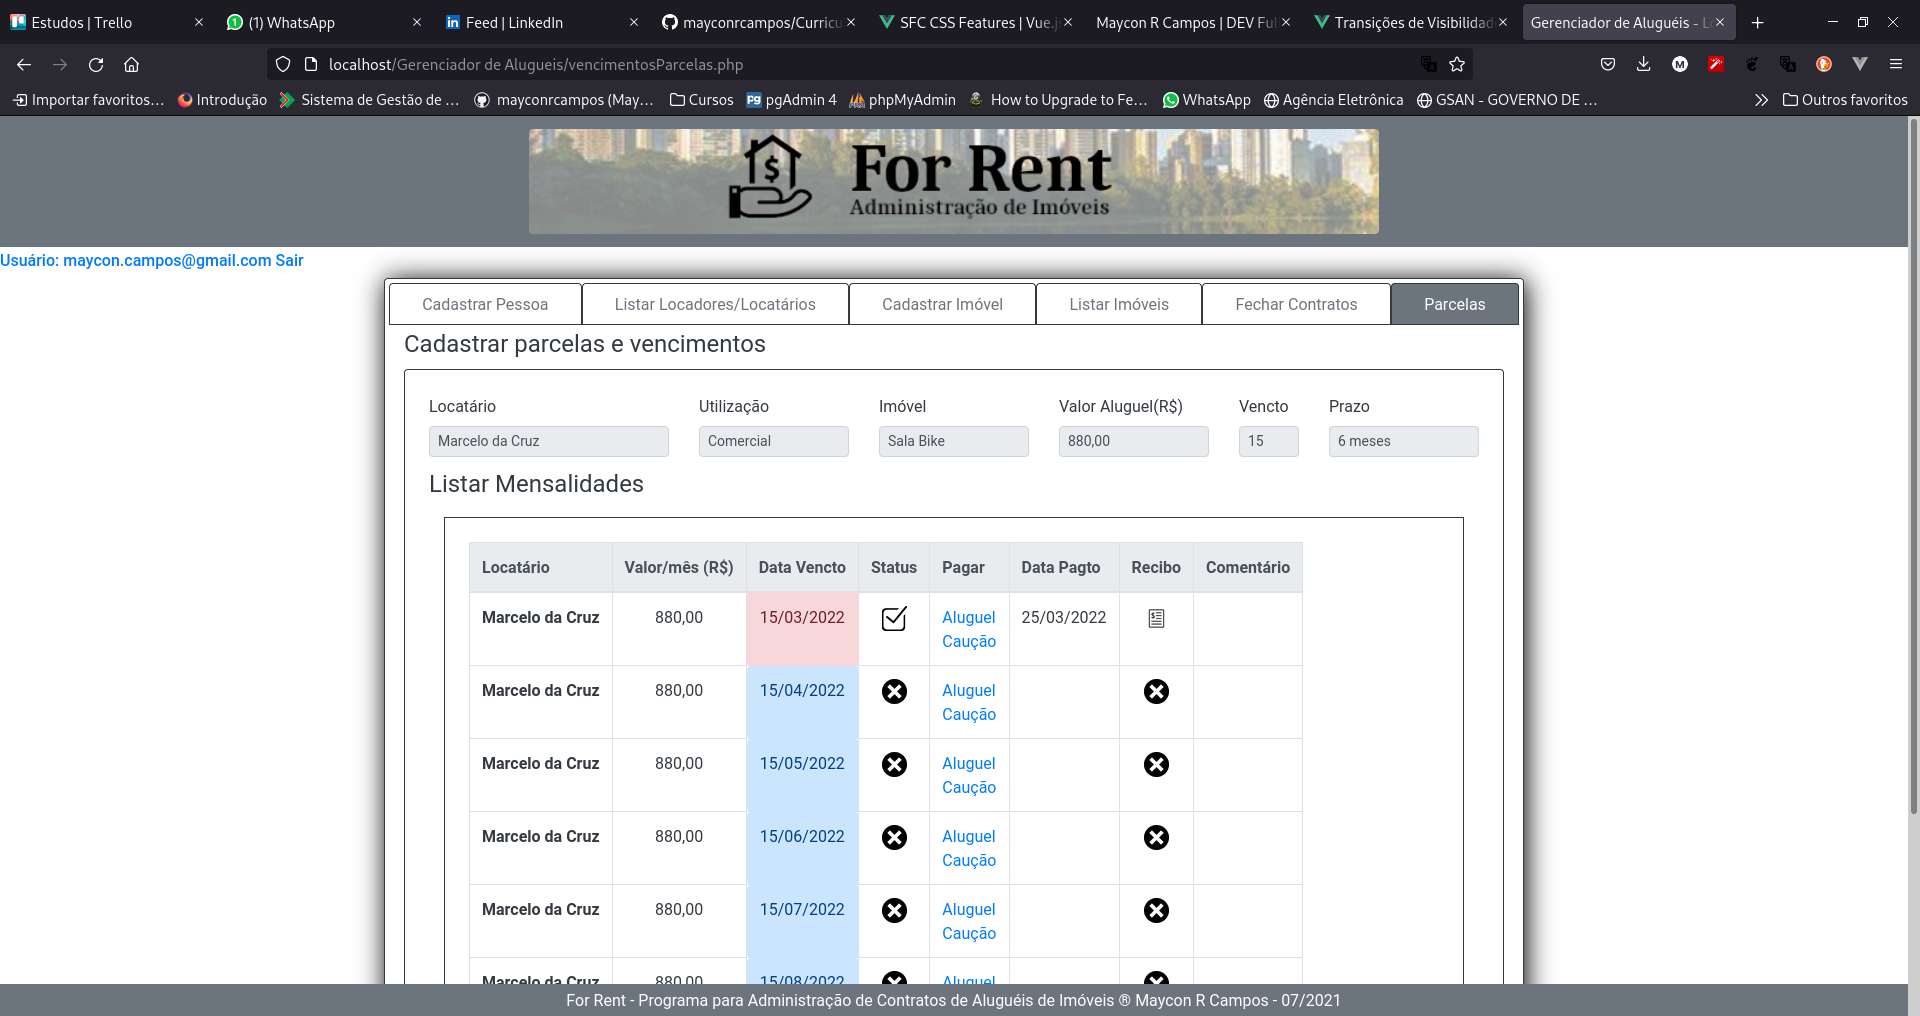 Estudos | Trello
(1) WhatsApp
Feed | LinkedIn
mayconrcampos/Curricu
SFC CSS Features | Vue.j
Maycon R Campos | DEV Ful
Transições de Visibilidad
Gerenciador de Aluguéis - L
localhost/Gerenciador de Alugueis/vencimentosParcelas.php
Importar favoritos...
Introdução
Sistema de Gestão de ...
mayconrcampos (May...
Cursos
pgAdmin 4
phpMyAdmin
How to Upgrade to Fe...
WhatsApp
Agência Eletrônica
GSAN - GOVERNO DE ...
Outros favoritos
For Rent
Administração de Imóveis
Usuário: maycon.campos@gmail.com Sair
Cadastrar Pessoa
Listar Locadores/Locatários
Cadastrar Imóvel
Listar Imóveis
Fechar Contratos
Parcelas
Cadastrar parcelas e vencimentos
Locatário Utilização Imóvel Valor Aluguel(R$) Vencto Prazo
Marcelo da Cruz Comercial Sala Bike 880,00 15 6 meses
Listar Mensalidades
Locatário Valor/mês (R$) Data Vencto Status Pagar Data Pagto Recibo Comentário
Marcelo da Cruz 880,00 15/03/2022 Aluguel 25/03/2022
Caução
Marcelo da Cruz 880,00 15/04/2022 Aluguel
Caução
Marcelo da Cruz 880,00 15/05/2022 Aluguel
Caução
Marcelo da Cruz 880,00 15/06/2022 Aluguel
Caução
Marcelo da Cruz 880,00 15/07/2022 Aluguel
Caução
Marcelo da Cruz 880,00 15/08/2022 Aluguel
For Rent - Programa para Administração de Contratos de Aluguéis de Imóveis ® Maycon R Campos - 07/2021